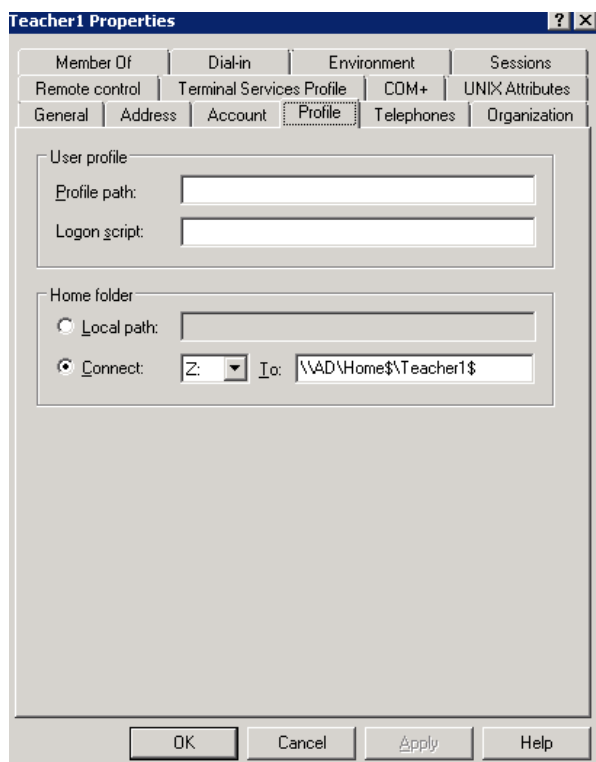 Teacher1 Properties
Member Of Dial-in Environment Sessions
Remote control Terminal Services Profile COM+ UNIX Attributes
General Address Account Profile Telephones Organization
User profile
Profile path:
Logon script:
Home folder
Local path:
Connect: Z: To: \\AD\Home$\Teacher1$
OK Cancel Apply Help